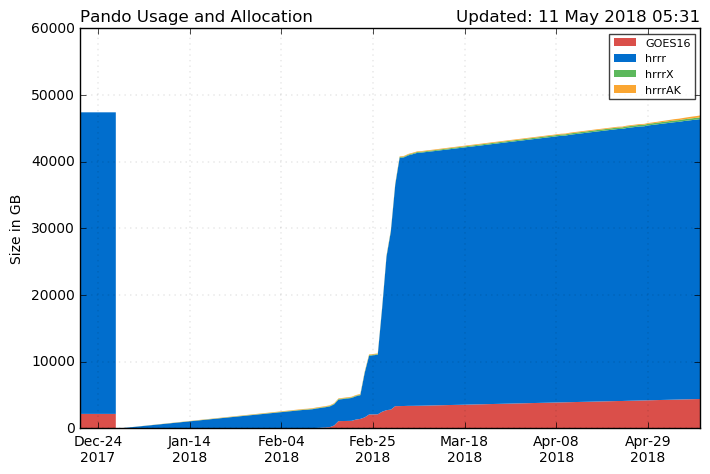 Pando Usage and Allocation
Updated: 11 May 2018 05:31
60000
50000
40000
30000
20000
10000
0
Size in GB
GOES16
hrrr
hrrrX
hrrrAK
Dec-24 Jan-14 Feb-04 Feb-25 Mar-18 Apr-08 Apr-29
2017 2018 2018 2018 2018 2018 2018